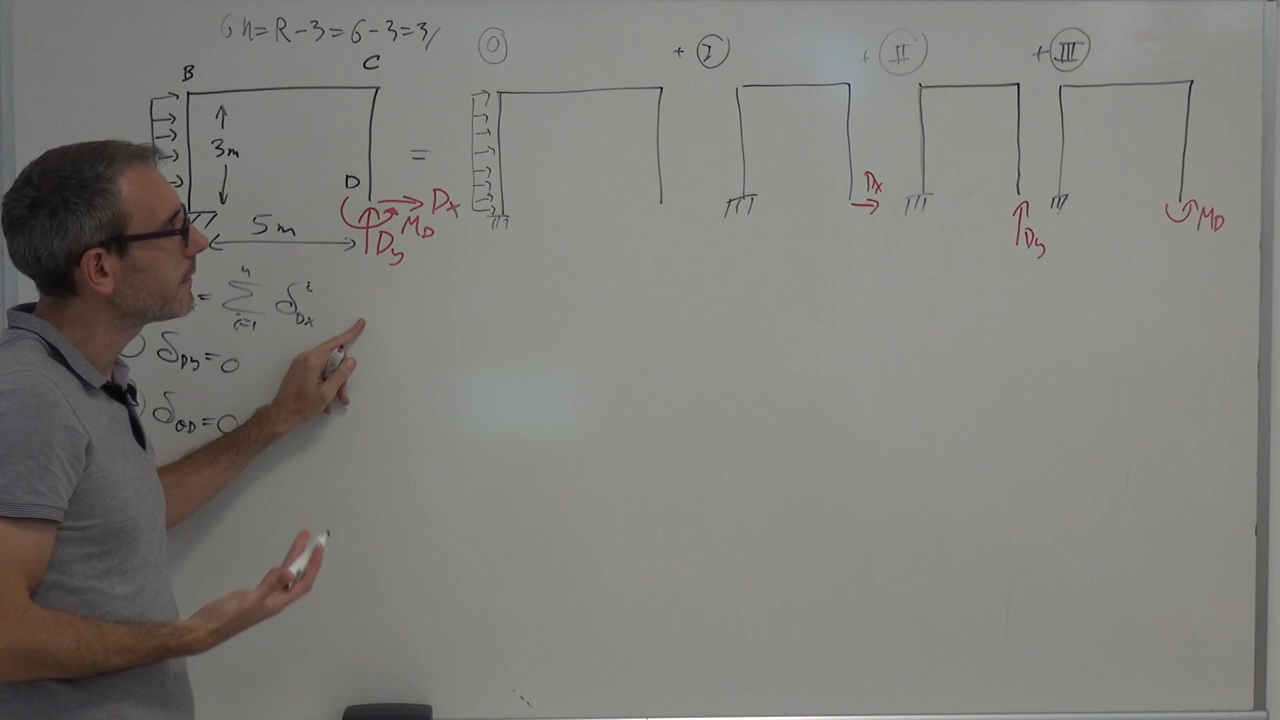 Gh=R-3=6-3=3
0 + I + II + III
B C
3m
=
D
Dx
MD
Dy
5m
Dx
Dy
MD
= n Σ i=1 δ i Dx
δDy=0
δθD=0